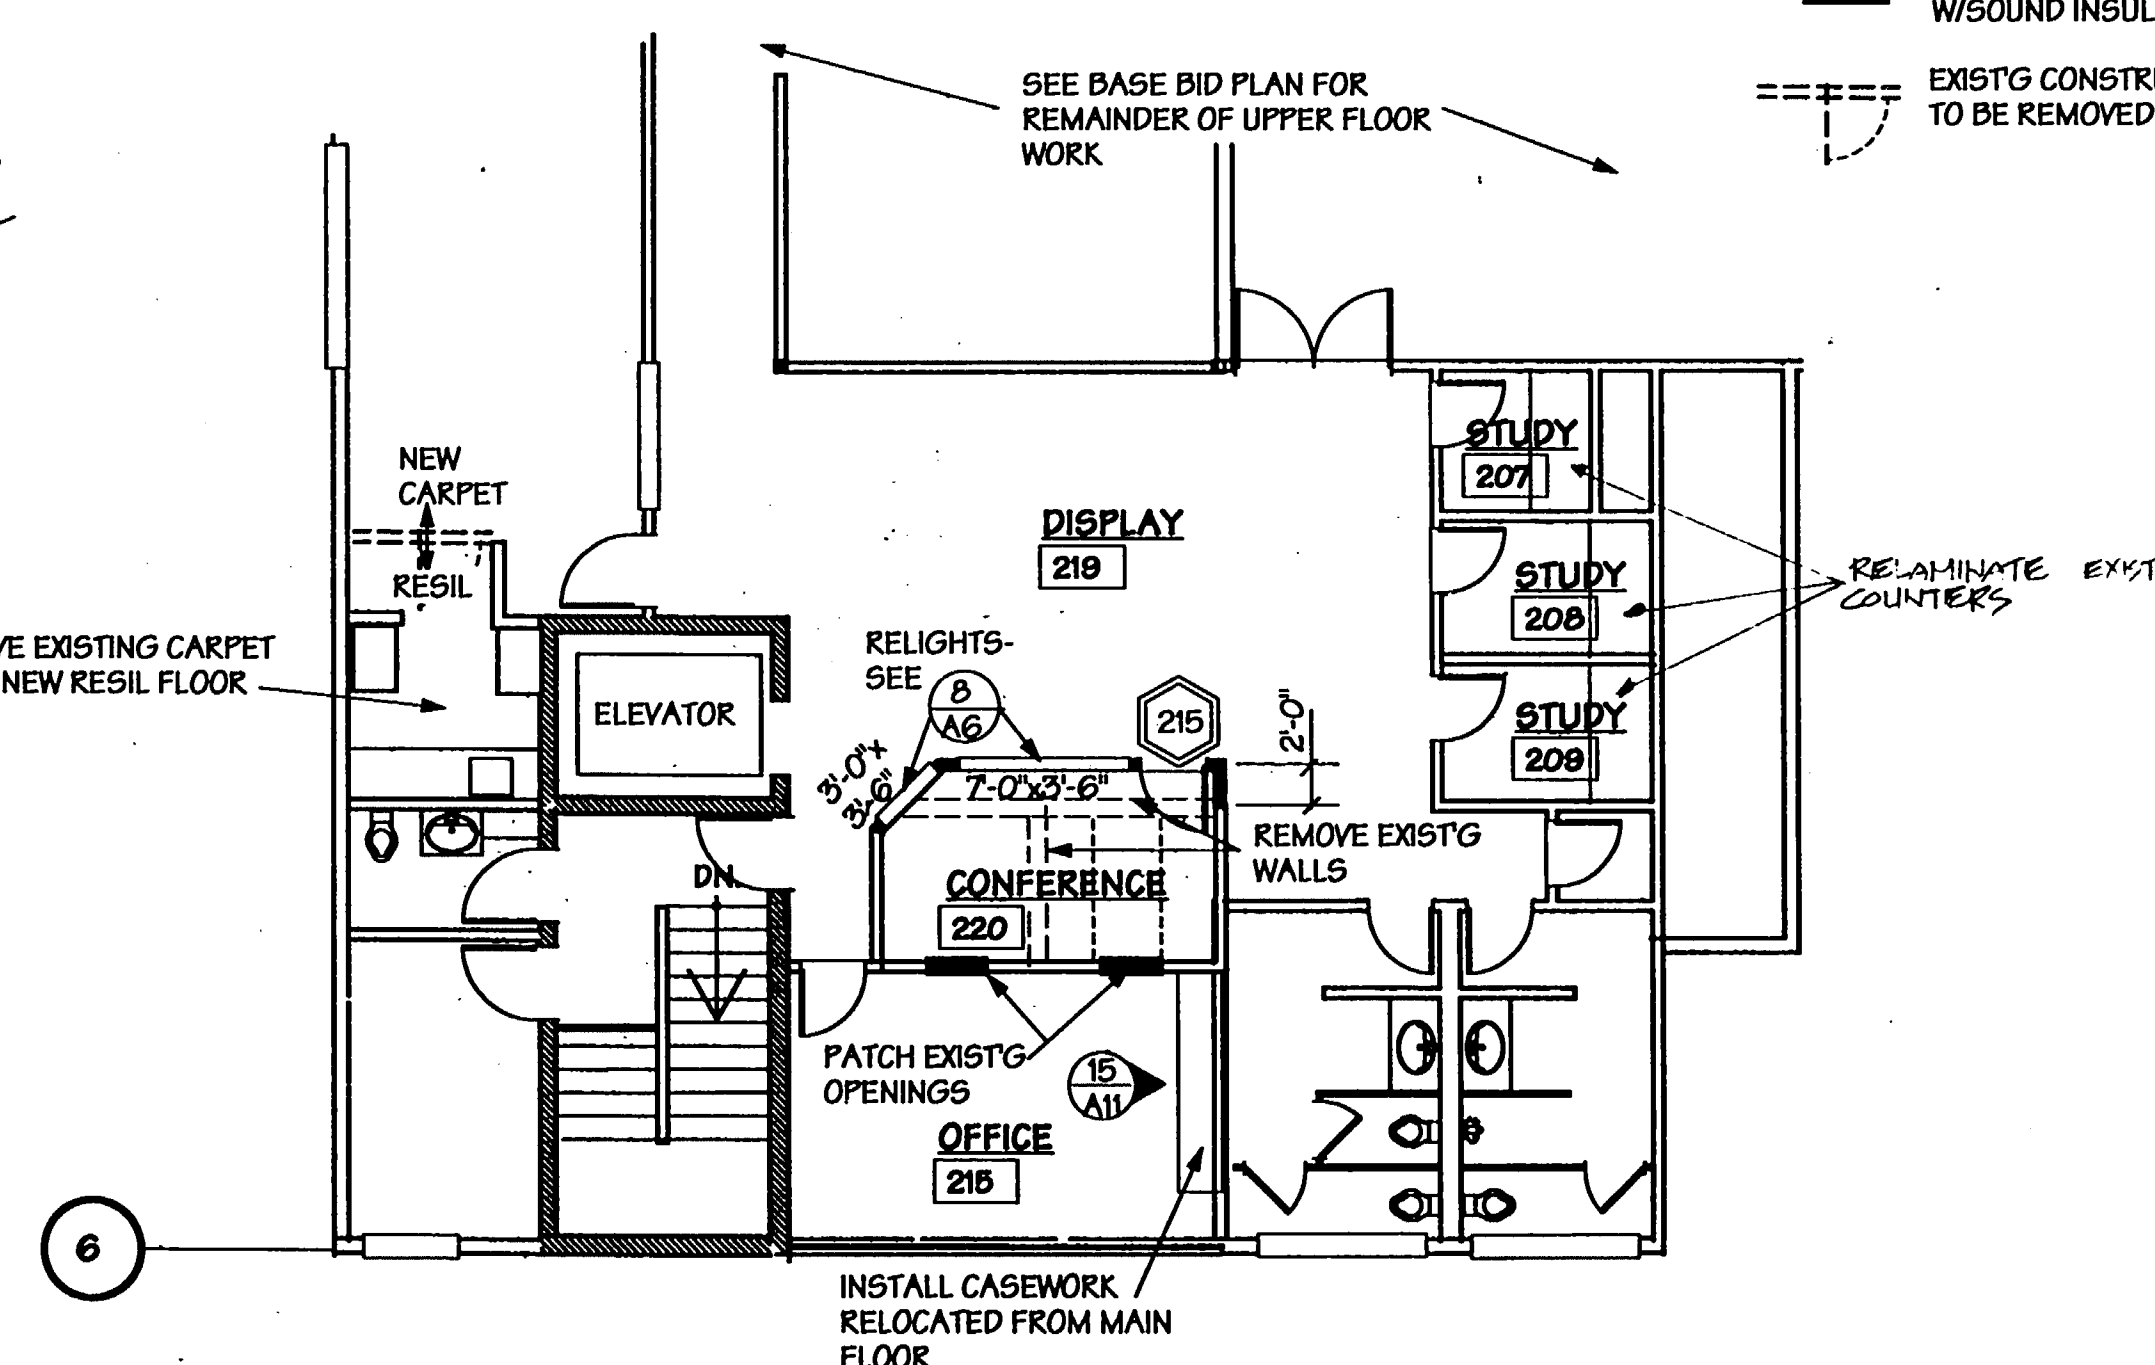 W/SOUND INSUL
SEE BASE BID PLAN FOR
REMAINDER OF UPPER FLOOR
WORK
EXIST'G CONSTR
TO BE REMOVED
NEW
CARPET
RESIL
STUDY
207
DISPLAY
219
STUDY
208
RELAMINATE EXIST
COUNTERS
VE EXISTING CARPET
NEW RESIL FLOOR
ELEVATOR
RELIGHTS-
SEE
8
A6
215
2'-0"
STUDY
209
3'-0"x
3'-6"
7'-0"x3'-6"
REMOVE EXIST'G
WALLS
DN.
CONFERENCE
220
PATCH EXIST'G
OPENINGS
15
A11
OFFICE
215
6
INSTALL CASEWORK
RELOCATED FROM MAIN
FLOOR